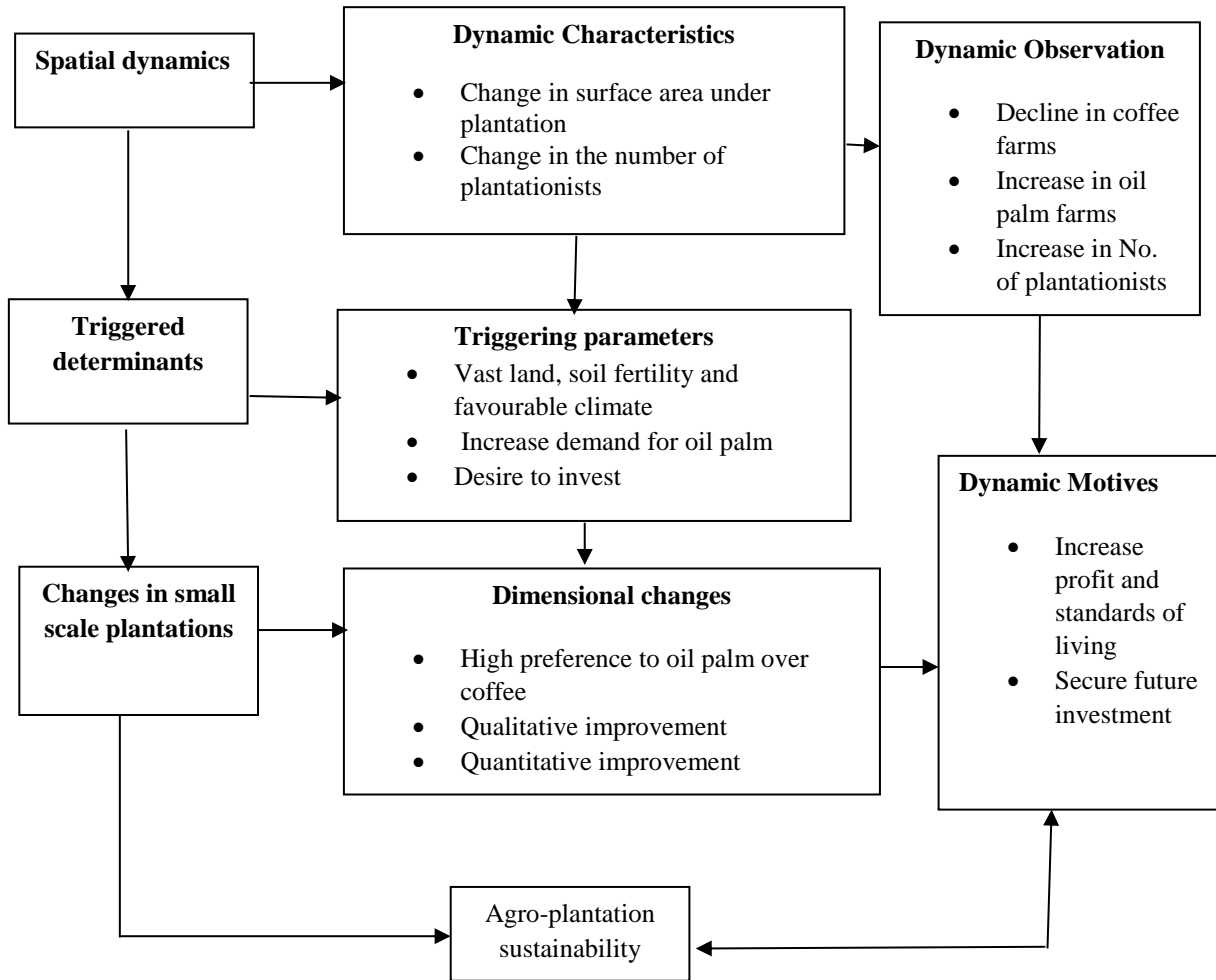 Spatial dynamics
Dynamic Characteristics
• Change in surface area under
plantation
• Change in the number of
plantationists
Dynamic Observation
• Decline in coffee
farms
• Increase in oil
palm farms
• Increase in No.
of plantationists
Triggered
determinants
Triggering parameters
• Vast land, soil fertility and
favourable climate
• Increase demand for oil palm
• Desire to invest
Dynamic Motives
• Increase
profit and
standards of
living
• Secure future
investment
Changes in small
scale plantations
Dimensional changes
• High preference to oil palm over
coffee
• Qualitative improvement
• Quantitative improvement
Agro-plantation
sustainability